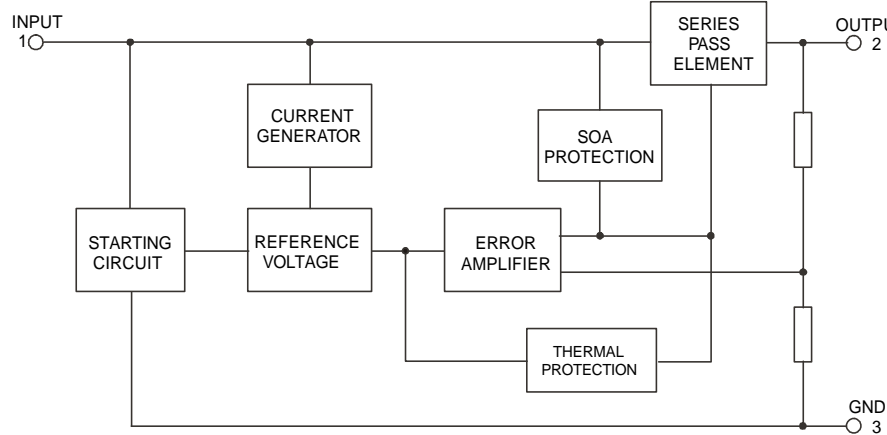 INPUT
1
SERIES
PASS
ELEMENT
OUTPU
2
CURRENT
GENERATOR
SOA
PROTECTION
STARTING
CIRCUIT
REFERENCE
VOLTAGE
ERROR
AMPLIFIER
THERMAL
PROTECTION
GND
3